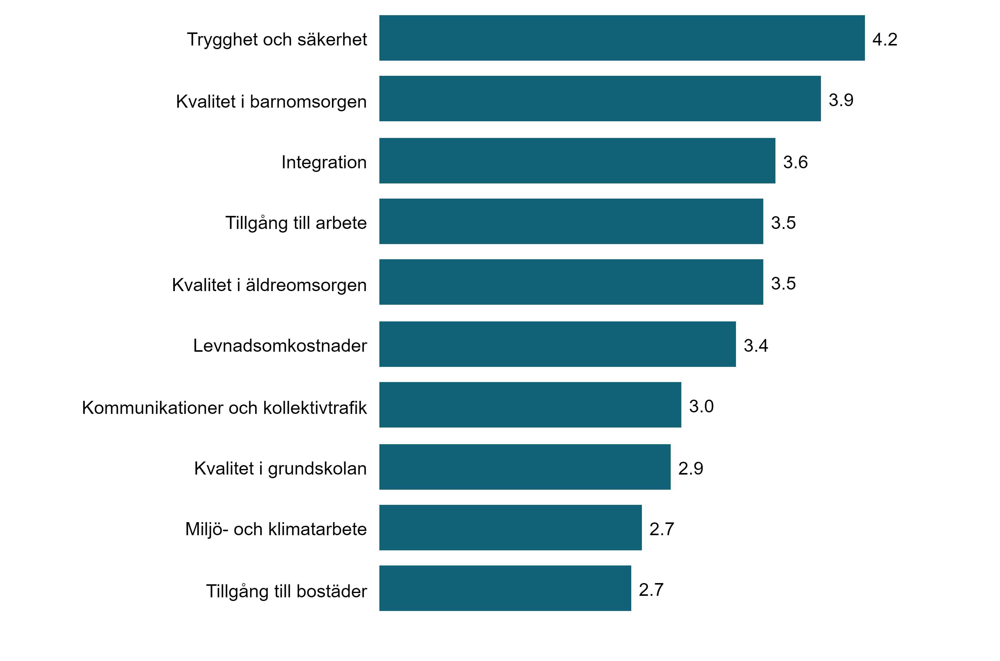 Trygghet och säkerhet 4.2
Kvalitet i barnomsorgen 3.9
Integration 3.6
Tillgång till arbete 3.5
Kvalitet i äldreomsorgen 3.5
Levnadsomkostnader 3.4
Kommunikationer och kollektivtrafik 3.0
Kvalitet i grundskolan 2.9
Miljö- och klimatarbete 2.7
Tillgång till bostäder 2.7